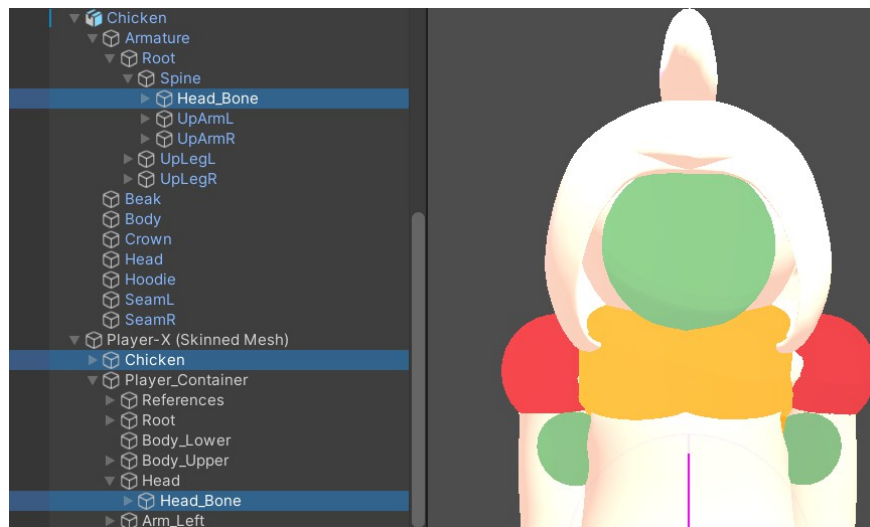 Chicken
Armature
Root
Spine
Head_Bone
UpArmL
UpArmR
UpLegL
UpLegR
Beak
Body
Crown
Head
Hoodie
SeamL
SeamR
Player-X (Skinned Mesh)
Chicken
Player_Container
References
Root
Body_Lower
Body_Upper
Head
Head_Bone
Arm_Left